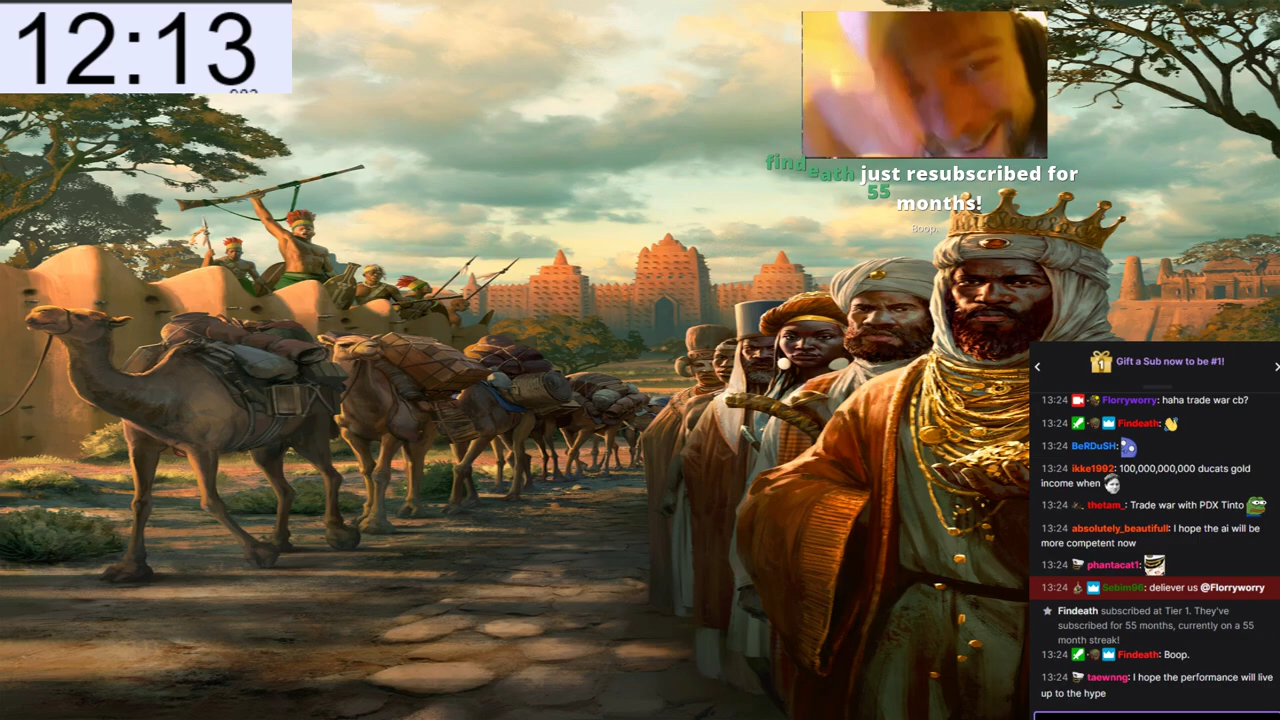 12:13
findeath just resubscribed for
55 months!
Boop.
Gift a Sub now to be #1!
13:24 Florryworry: haha trade war cb?
13:24 Findeath:
BeRDuSH:
13:24 ikke1992: 100,000,000,000 ducats gold
income when
13:24 thetam_: Trade war with PDX Tinto
13:24 absolutely_beautifull: I hope the ai will be
more competent now
13:24 phantacat1:
13:24 Sebim96: deliever us @Florryworry
Findeath subscribed at Tier 1. They've
subscribed for 55 months, currently on a 55
month streak!
13:24 Findeath: Boop.
13:24 taewnng: I hope the performance will live
up to the hype